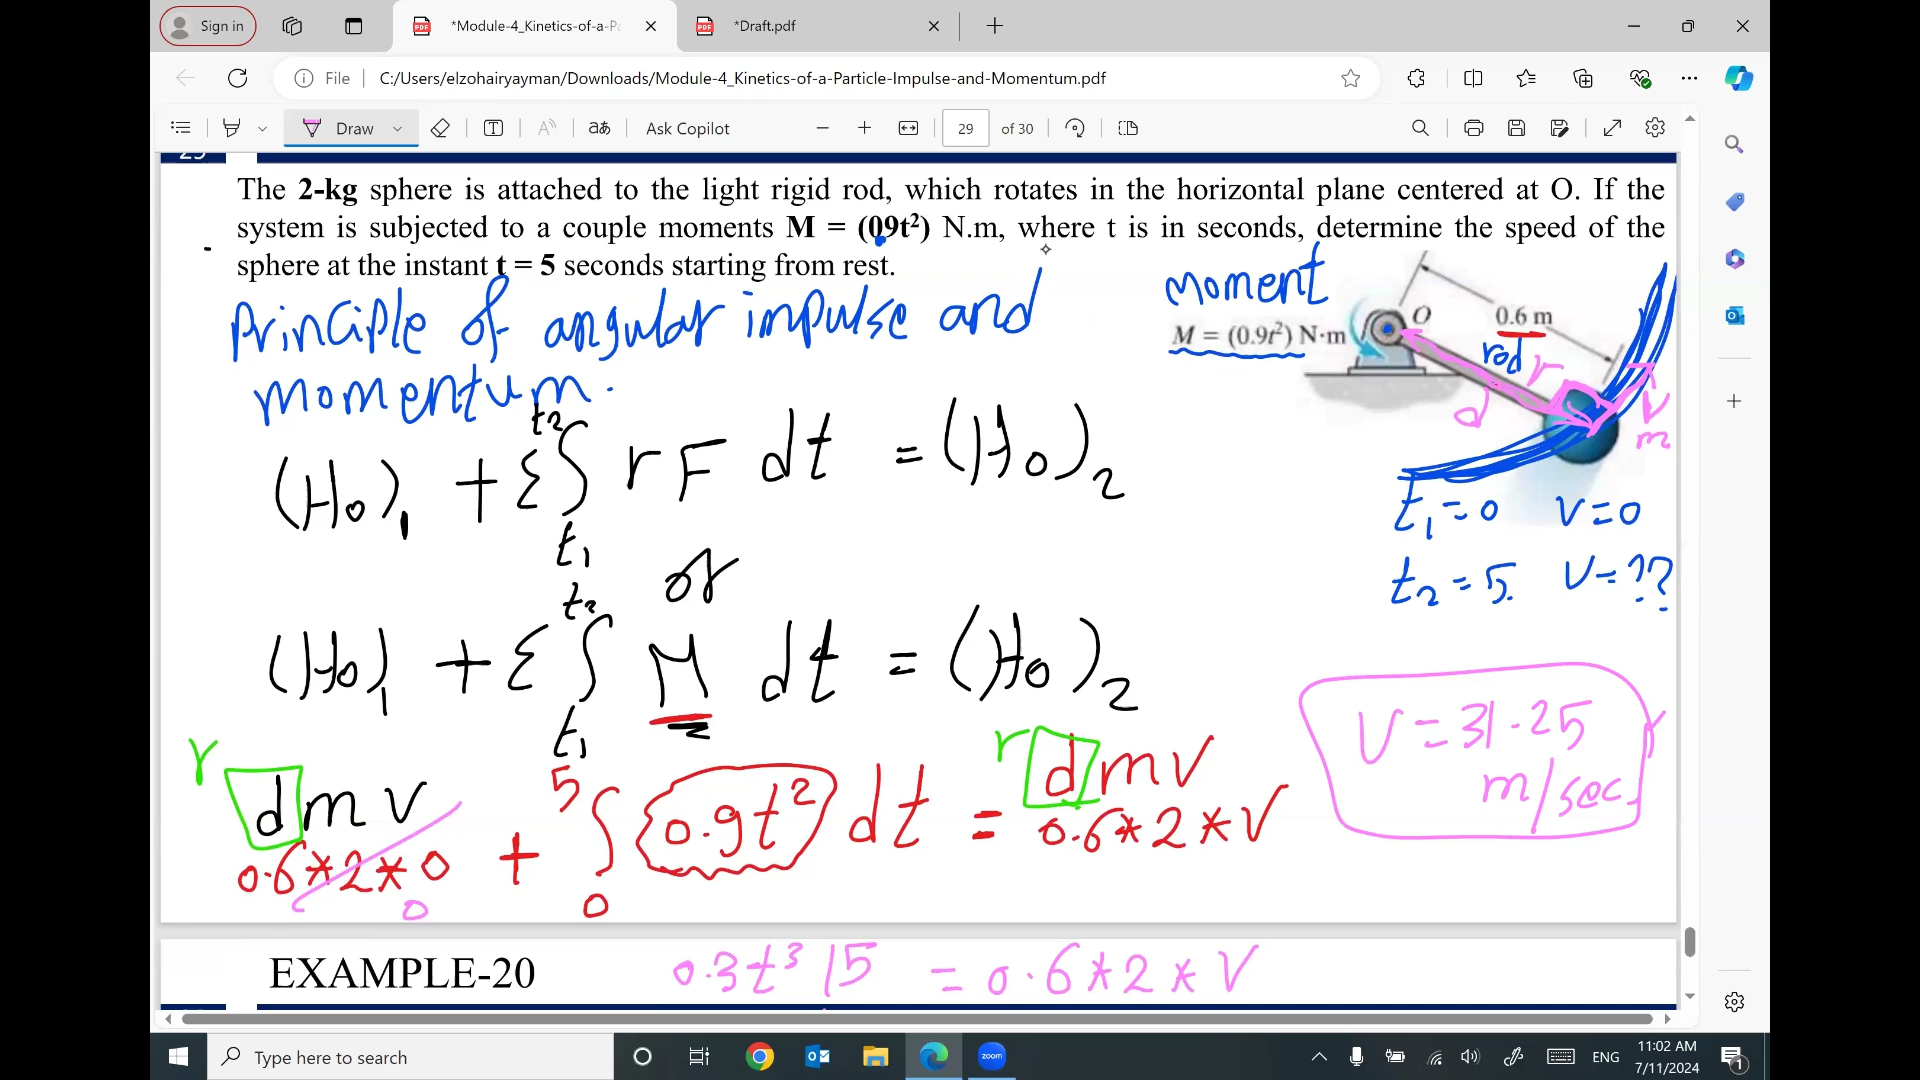 Sign in
*Module-4_Kinetics-of-a-Pa
*Draft.pdf
File
C:/Users/elzohairyayman/Downloads/Module-4_Kinetics-of-a-Particle-Impulse-and-Momentum.pdf
Draw
Ask Copilot
29
of 30
The 2-kg sphere is attached to the light rigid rod, which rotates in the horizontal plane centered at O. If the
system is subjected to a couple moments M = (09t²) N.m, where t is in seconds, determine the speed of the
sphere at the instant t = 5 seconds starting from rest.
Principle of angular impulse and
momentum.
moment
M = (0.9t²) N·m
O
0.6 m
rod
r
d
V
m
t₁ = 0 V = 0
t₂ = 5. V = ??
(H₀)₁ + Σ∫ t₂ t₁ r F dt = (H₀)₂
or
(H₀)₁ + Σ∫ t₂ t₁ M dt = (H₀)₂
r d m v
0.6*2*0 0
+ ∫ 5 0 0.9t² dt =
r d m v
0.6*2*V
V = 31.25
m/sec.
EXAMPLE-20
0.3t³ |5 = 0.6*2*V
Type here to search
zoom
ENG
11:02 AM
7/11/2024
1